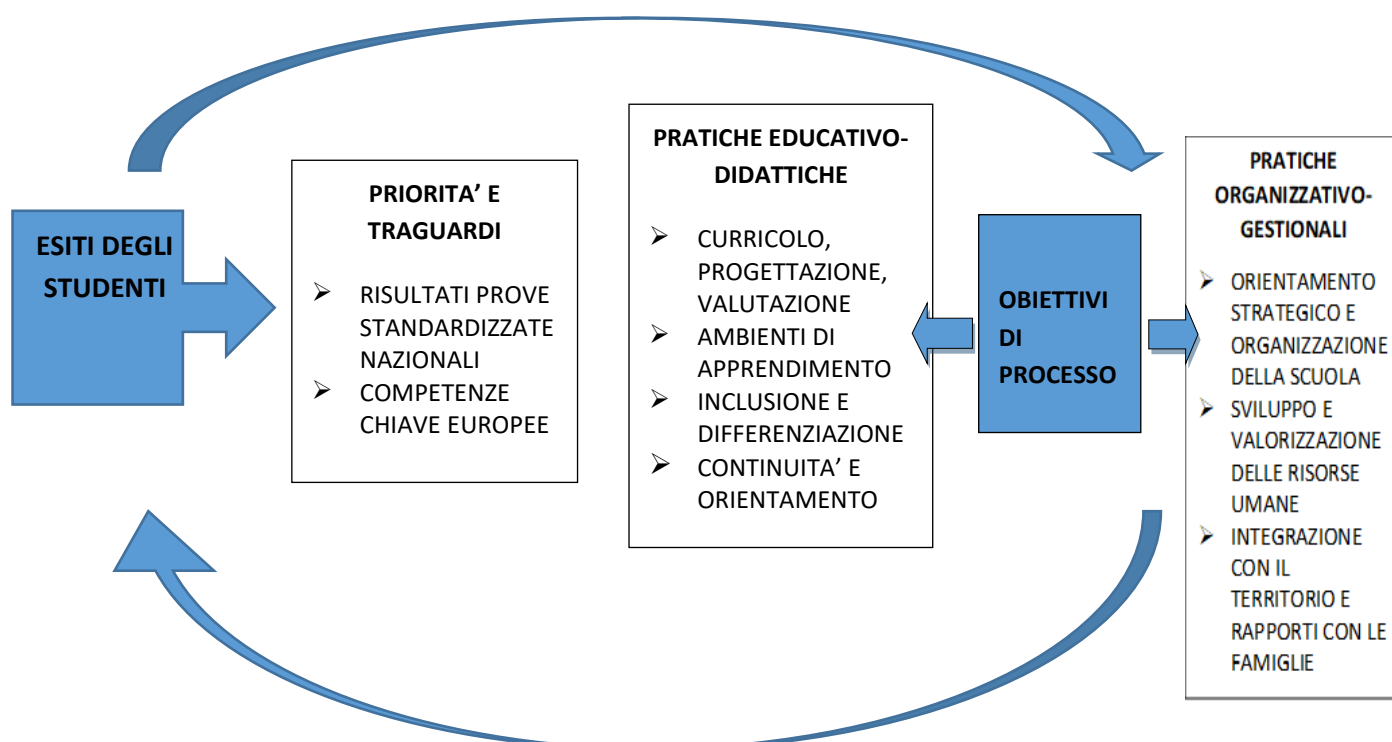 ESITI DEGLI
STUDENTI
PRIORITA’ E
TRAGUARDI
➢ RISULTATI PROVE
STANDARDIZZATE
NAZIONALI
➢ COMPETENZE
CHIAVE EUROPEE
PRATICHE EDUCATIVO-
DIDATTICHE
➢ CURRICOLO,
PROGETTAZIONE,
VALUTAZIONE
➢ AMBIENTI DI
APPRENDIMENTO
➢ INCLUSIONE E
DIFFERENZIAZIONE
➢ CONTINUITA’ E
ORIENTAMENTO
OBIETTIVI
DI
PROCESSO
PRATICHE
ORGANIZZATIVO-
GESTIONALI
➢ ORIENTAMENTO
STRATEGICO E
ORGANIZZAZIONE
DELLA SCUOLA
➢ SVILUPPO E
VALORIZZAZIONE
DELLE RISORSE
UMANE
➢ INTEGRAZIONE
CON IL
TERRITORIO E
RAPPORTI CON LE
FAMIGLIE